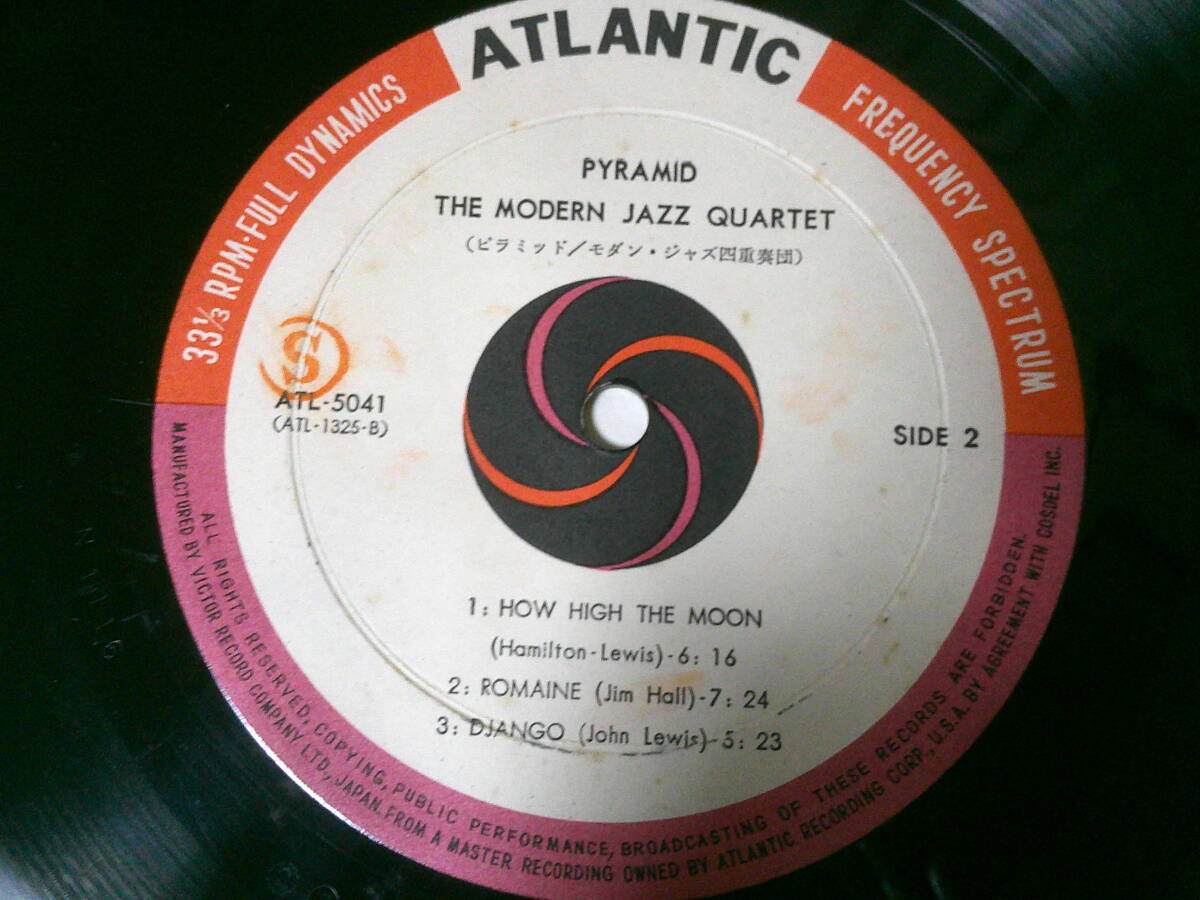 ATLANTIC
33⅓ RPM·FULL DYNAMICS
FREQUENCY SPECTRUM
PYRAMID
THE MODERN JAZZ QUARTET
(ピラミッド/モダン・ジャズ四重奏団)
S
ATL-5041
(ATL-1325-B)
SIDE 2
1: HOW HIGH THE MOON
(Hamilton-Lewis)-6: 16
2: ROMAINE (Jim Hall)-7: 24
3: DJANGO (John Lewis)-5: 23
ALL RIGHTS RESERVED, COPYING, PUBLIC PERFORMANCE, BROADCASTING OF THESE RECORDS ARE FORBIDDEN.
MANUFACTURED BY VICTOR RECORD COMPANY LTD., JAPAN. FROM A MASTER RECORDING OWNED BY ATLANTIC RECORDING CORP., U.S.A. BY AGREEMENT WITH COSDEL INC.